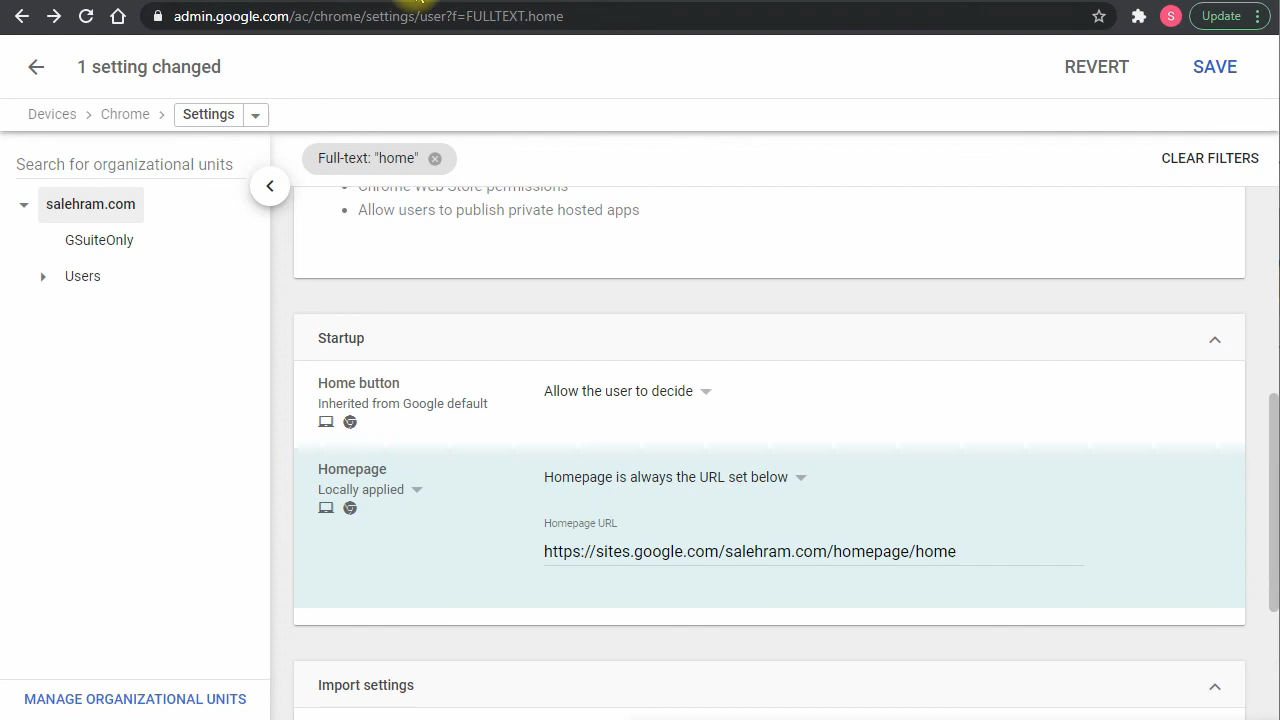 admin.google.com/ac/chrome/settings/user?f=FULLTEXT.home
S
Update
1 setting changed
REVERT
SAVE
Devices
Chrome
Settings
Search for organizational units
salehram.com
GSuiteOnly
Users
MANAGE ORGANIZATIONAL UNITS
Full-text: "home"
CLEAR FILTERS
Chrome Web Store permissions
Allow users to publish private hosted apps
Startup
Home button
Inherited from Google default
Allow the user to decide
Homepage
Locally applied
Homepage is always the URL set below
Homepage URL
https://sites.google.com/salehram.com/homepage/home
Import settings